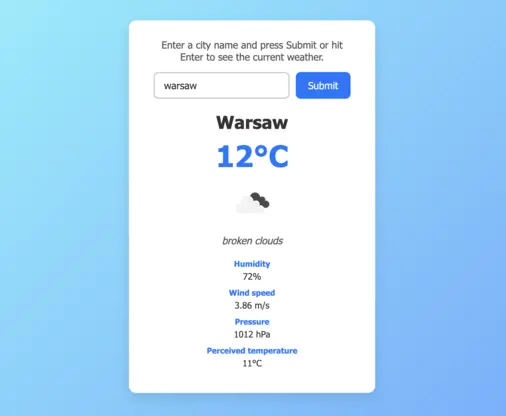 Enter a city name and press Submit or hit
Enter to see the current weather.
warsaw
Submit
Warsaw
12°C
broken clouds
Humidity
72%
Wind speed
3.86 m/s
Pressure
1012 hPa
Perceived temperature
11°C